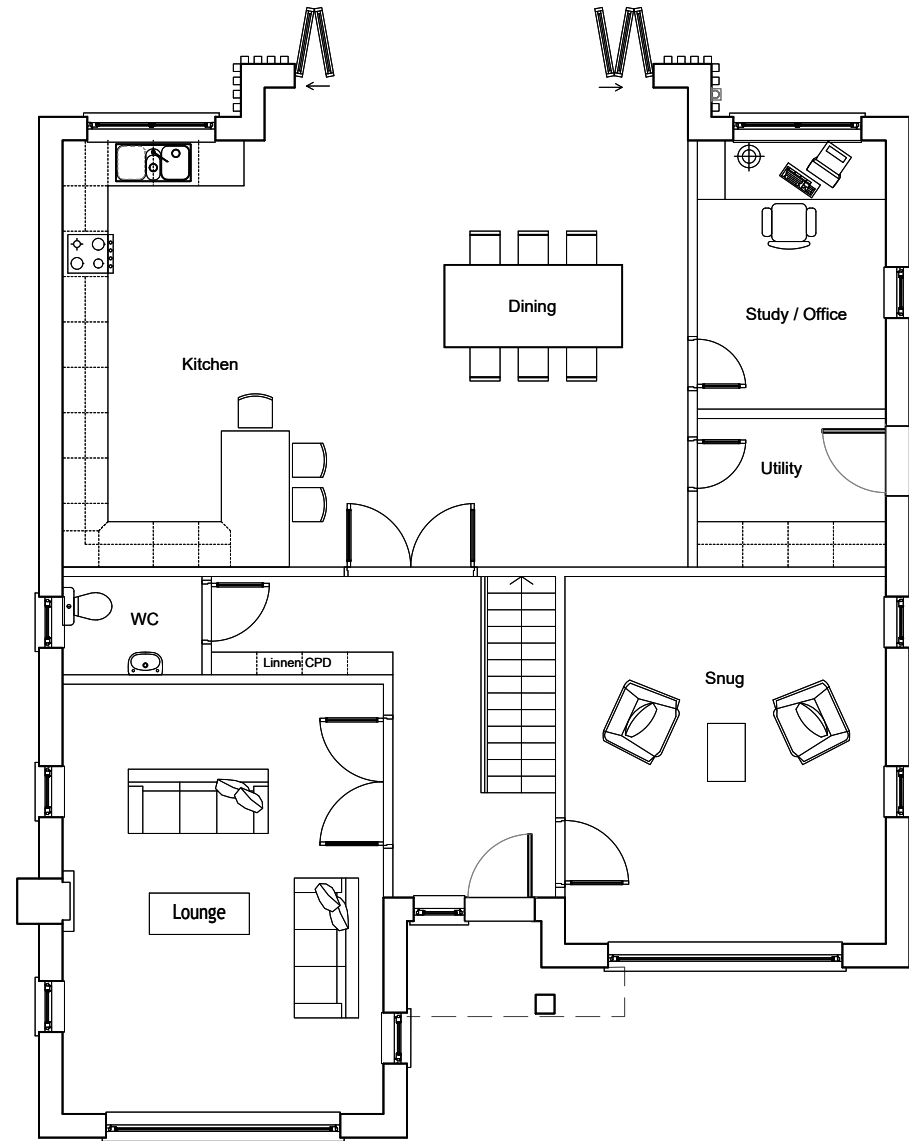 Dining
Study / Office
Kitchen
Utility
WC
Linnen CPD
Snug
Lounge